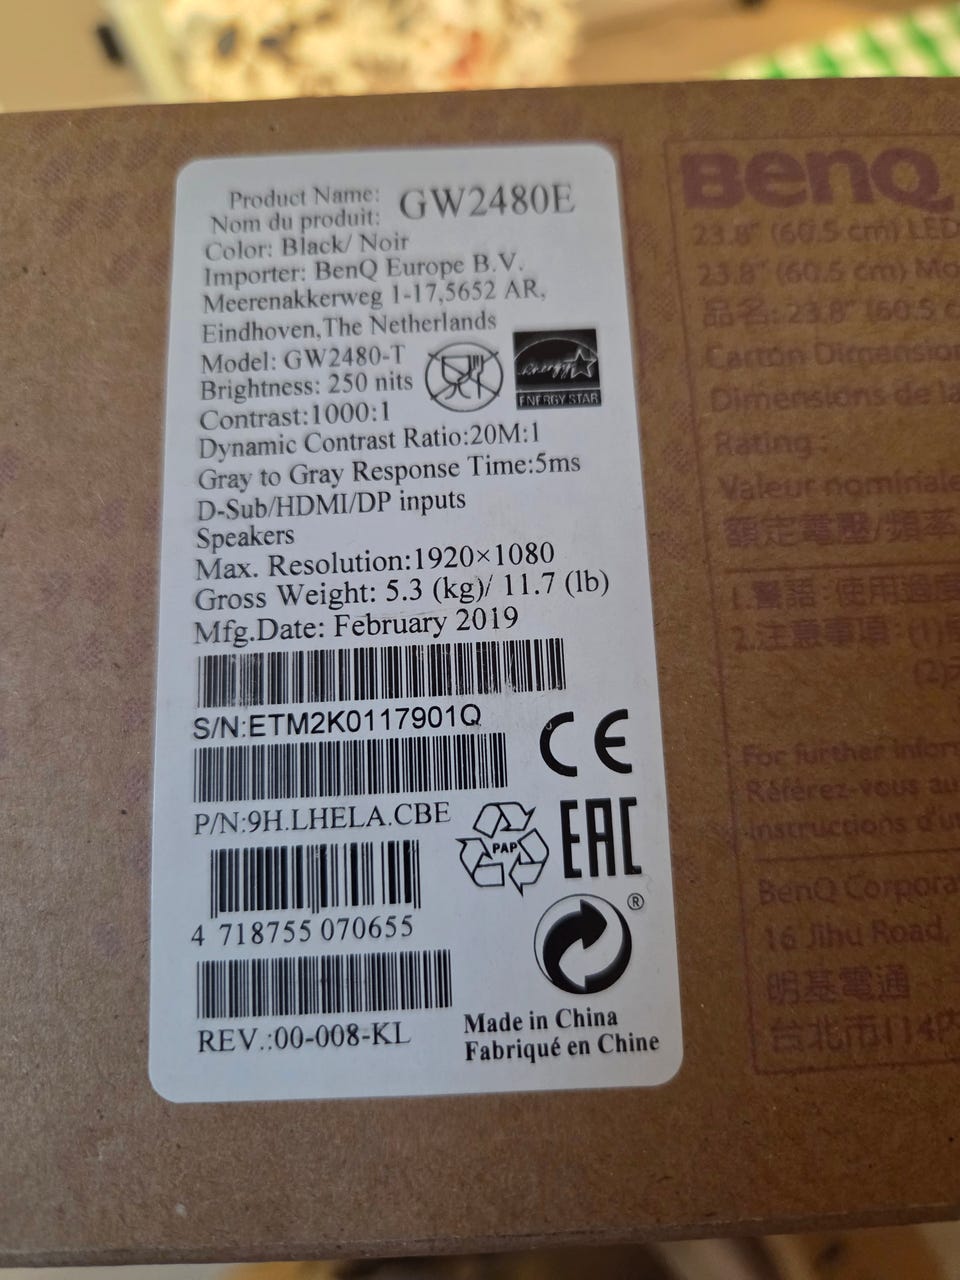 Product Name: GW2480E
Nom du produit:
Color: Black/ Noir
Importer: BenQ Europe B.V.
Meerenakkerweg 1-17,5652 AR,
Eindhoven,The Netherlands
Model: GW2480-T
Brightness: 250 nits
Contrast:1000:1
Dynamic Contrast Ratio:20M:1
Gray to Gray Response Time:5ms
D-Sub/HDMI/DP inputs
Speakers
Max. Resolution:1920×1080
Gross Weight: 5.3 (kg)/ 11.7 (lb)
Mfg.Date: February 2019
energy
ENERGY STAR
S/N:ETM2K0117901Q
CE
P/N:9H.LHELA.CBE
PAP
EAC
4 718755 070655
®
REV.:00-008-KL
Made in China
Fabriqué en Chine
BenQ
23.8" (60.5 cm) LED
23.8" (60.5 cm) Mo
品名: 23.8" (60.5 c
Carton Dimension
Dimensions de la
Rating :
Valeur nominale
額定電壓/頻率
1.警語:使用過度
2.注意事項
For further inform
Référez-vous au
instructions d'u
BenQ Corpora
16 Jihu Road,
明基電通
台北市114